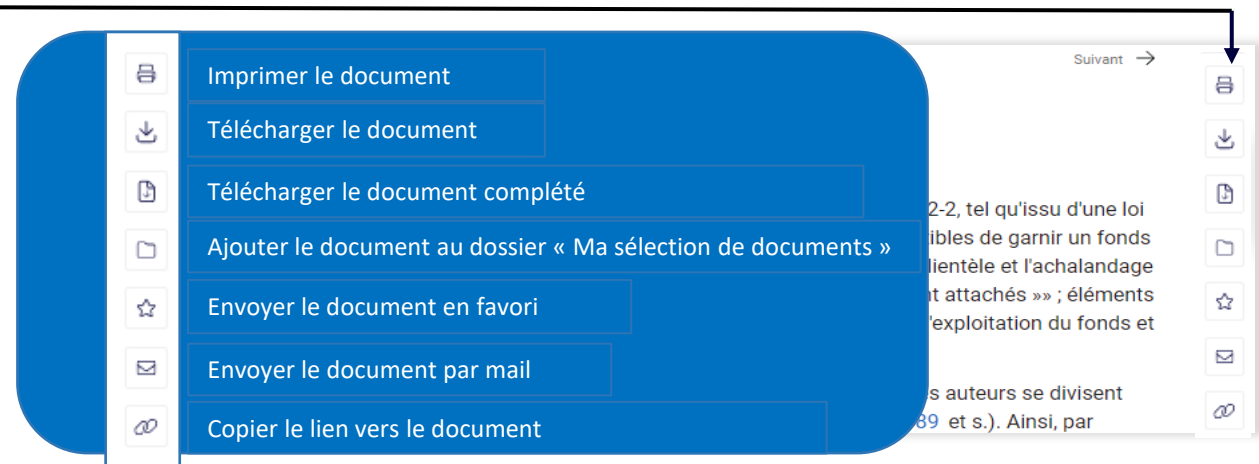 Imprimer le document
Télécharger le document
Télécharger le document complété
Ajouter le document au dossier « Ma sélection de documents »
Envoyer le document en favori
Envoyer le document par mail
Copier le lien vers le document
Suivant →
2-2, tel qu'issu d'une loi
ibles de garnir un fonds
lientèle et l'achalandage
t attachés »» ; éléments
'exploitation du fonds et
s auteurs se divisent
89 et s.). Ainsi, par